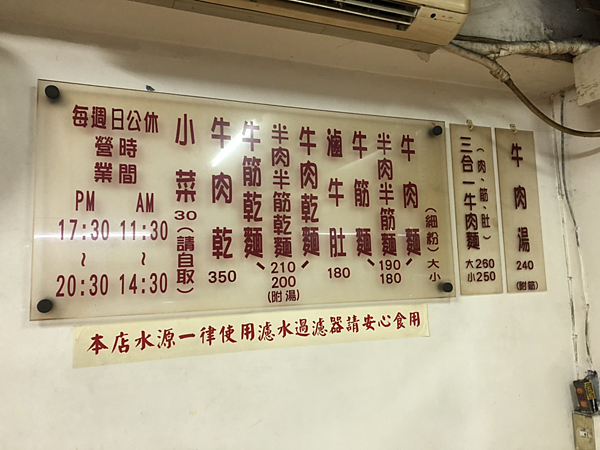 牛肉湯
240
(附筋)
三合一牛肉麵
(肉、筋、肚)
大260
小250
牛肉麵、
(細粉)大小
半肉半筋麵
190
180
牛筋麵、
滷牛肚
180
牛肉乾麵、
半肉半筋乾麵
210
200
(附湯)
牛筋乾麵、
牛肉乾
350
小菜
30(請自取)
每週日公休
營時
業間
PM AM
17:30 11:30
~ ~
20:30 14:30
本店水源一律使用濾水過濾器請安心食用